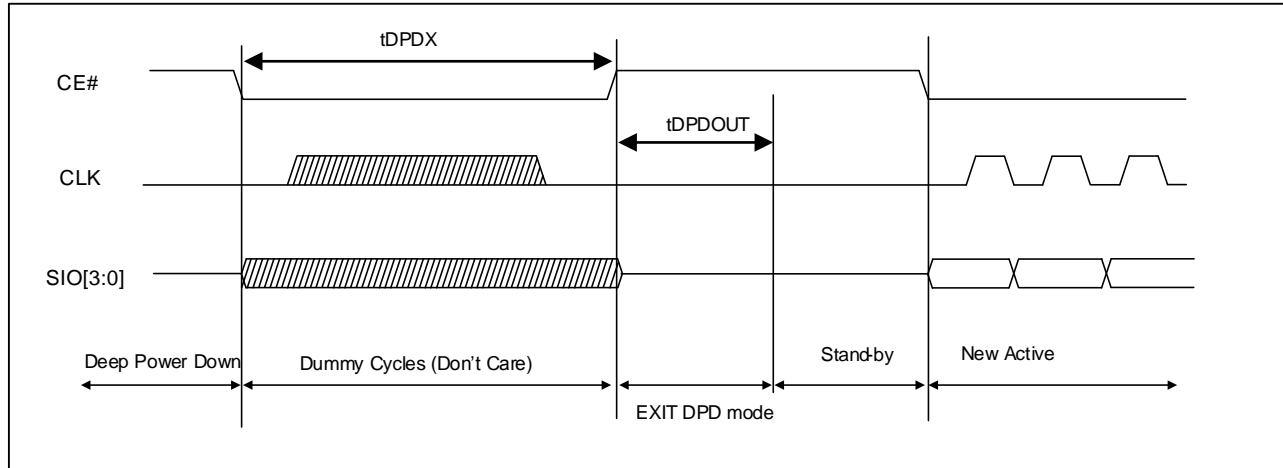 tDPDX
CE#
tDPDOUT
CLK
SIO[3:0]
Deep Power Down
Dummy Cycles (Don't Care)
Stand-by
New Active
EXIT DPD mode